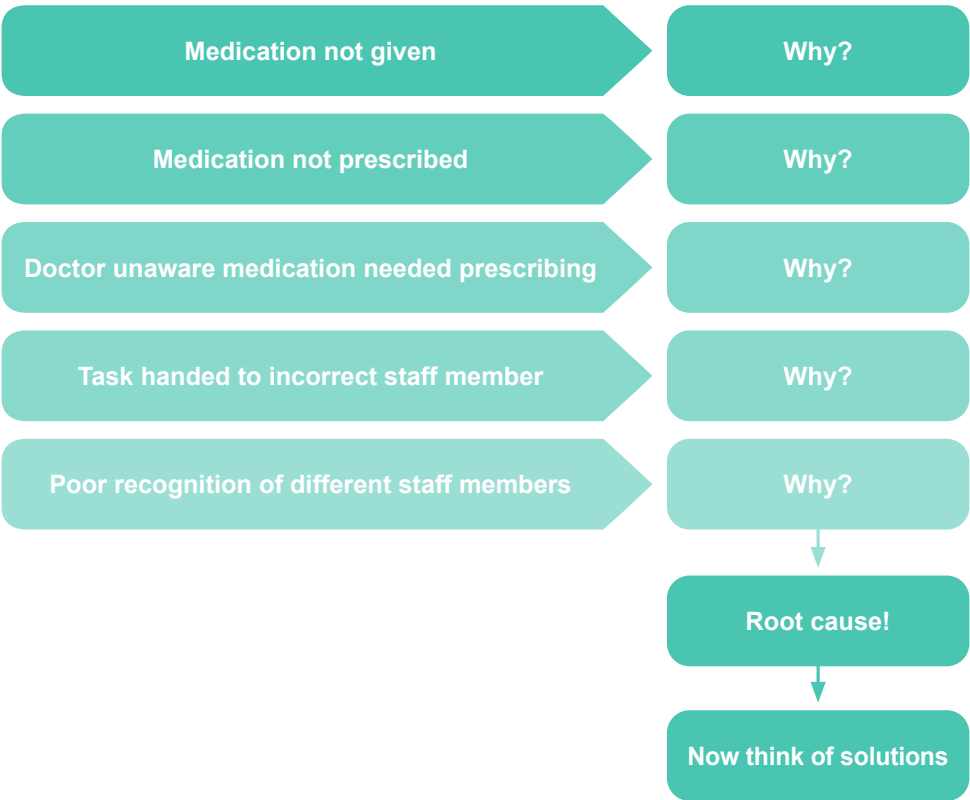 Medication not given
Why?
Medication not prescribed
Why?
Doctor unaware medication needed prescribing
Why?
Task handed to incorrect staff member
Why?
Poor recognition of different staff members
Why?
Root cause!
Now think of solutions